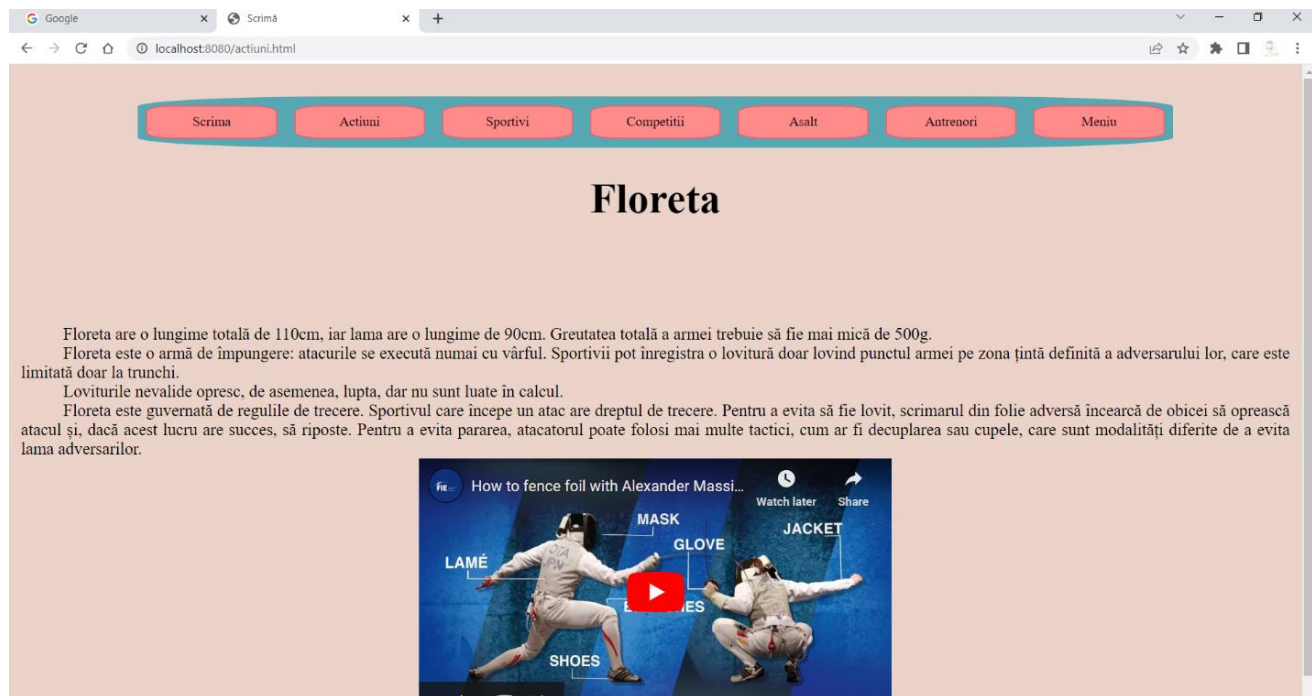 Google
Scrimă
localhost:8080/actiuni.html
Scrima Actiuni Sportivi Competitii Asalt Antrenori Meniu
Floreta
Floreta are o lungime totală de 110cm, iar lama are o lungime de 90cm. Greutatea totală a armei trebuie să fie mai mică de 500g.
Floreta este o armă de împungere: atacurile se execută numai cu vârful. Sportivii pot înregistra o lovitură doar lovind punctul armei pe zona țintă definită a adversarului lor, care este
limitată doar la trunchi.
Loviturile nevalide opresc, de asemenea, lupta, dar nu sunt luate în calcul.
Floreta este guvernată de regulile de trecere. Sportivul care începe un atac are dreptul de trecere. Pentru a evita să fie lovit, scrimarul din folie adversă încearcă de obicei să oprească
atacul și, dacă acest lucru are succes, să riposte. Pentru a evita pararea, atacatorul poate folosi mai multe tactici, cum ar fi decuplarea sau cupele, care sunt modalități diferite de a evita
lama adversarilor.
FIE
How to fence foil with Alexander Massi...
Watch later Share
MASK
JACKET
GLOVE
LAMÉ
OTA
JPN
SHOES